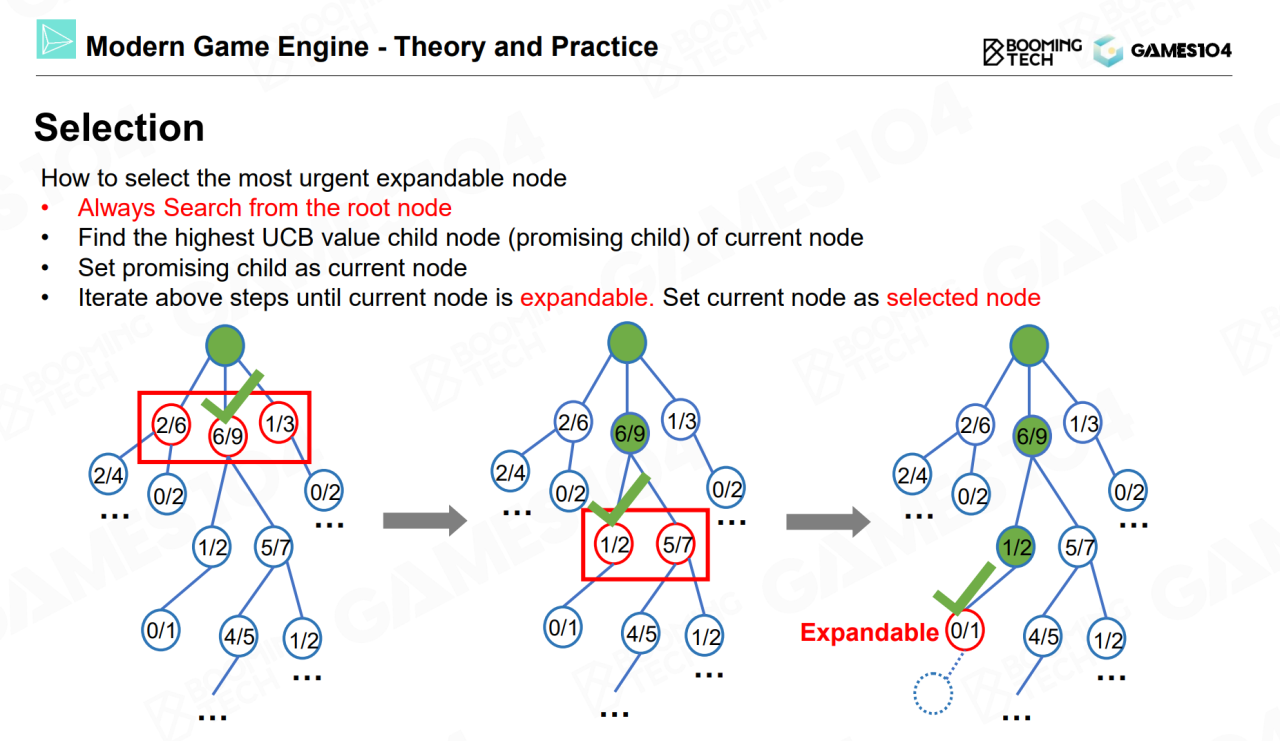 Modern Game Engine - Theory and Practice
BOOMING
TECH
GAMES104
Selection
How to select the most urgent expandable node
• Always Search from the root node
• Find the highest UCB value child node (promising child) of current node
• Set promising child as current node
• Iterate above steps until current node is expandable. Set current node as selected node
2/6 6/9 1/3
2/4 0/2 0/2
... ...
1/2 5/7
0/1 4/5 1/2
...
...
2/6 6/9 1/3
2/4 0/2 0/2
... ...
1/2 5/7
0/1 4/5 1/2
...
...
2/6 6/9 1/3
2/4 0/2 0/2
... ...
1/2 5/7
Expandable 0/1 4/5 1/2
...
...